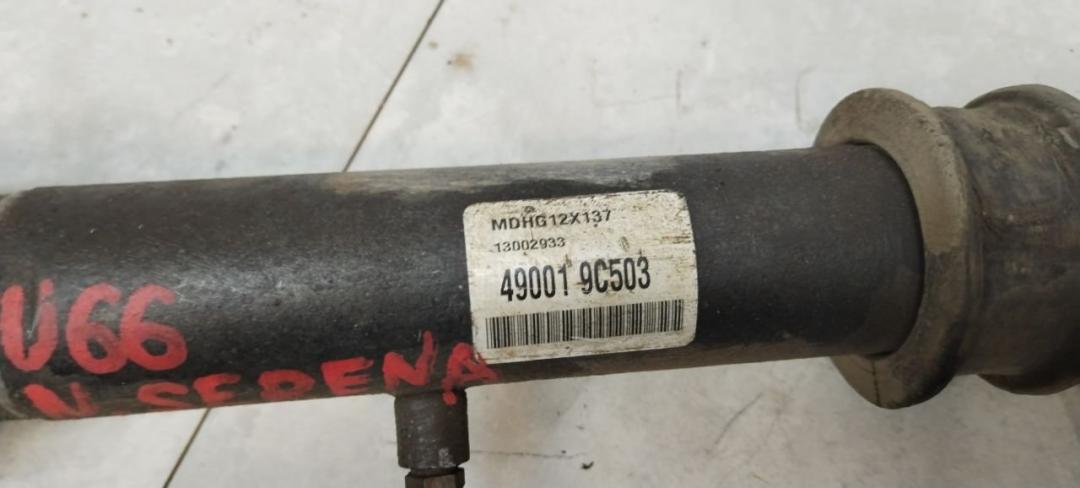 MDHG12X137
13002933
49001 9C503
U66
N. SERENA